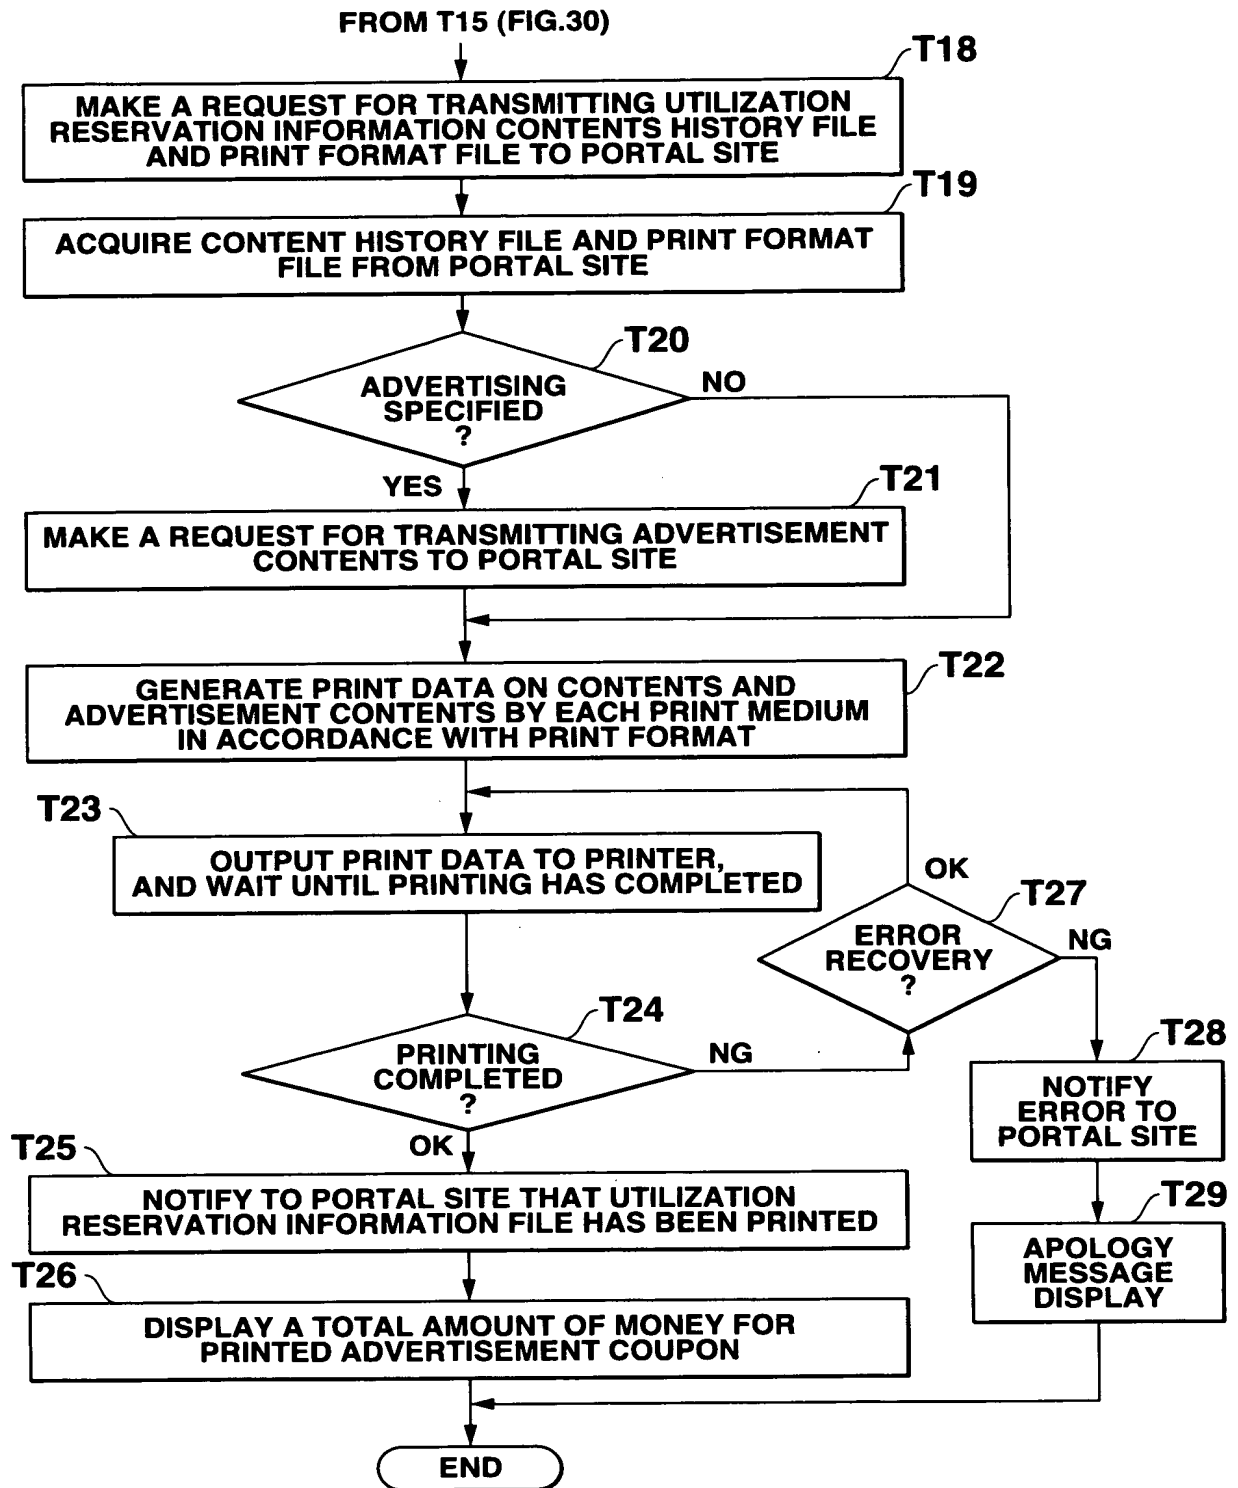 FROM T15 (FIG.30)
T18
MAKE A REQUEST FOR TRANSMITTING UTILIZATION
RESERVATION INFORMATION CONTENTS HISTORY FILE
AND PRINT FORMAT FILE TO PORTAL SITE
T19
ACQUIRE CONTENT HISTORY FILE AND PRINT FORMAT
FILE FROM PORTAL SITE
T20
ADVERTISING
SPECIFIED
?
NO
YES
T21
MAKE A REQUEST FOR TRANSMITTING ADVERTISEMENT
CONTENTS TO PORTAL SITE
T22
GENERATE PRINT DATA ON CONTENTS AND
ADVERTISEMENT CONTENTS BY EACH PRINT MEDIUM
IN ACCORDANCE WITH PRINT FORMAT
T23
OUTPUT PRINT DATA TO PRINTER,
AND WAIT UNTIL PRINTING HAS COMPLETED
OK
T27
ERROR
RECOVERY
?
NG
T24
PRINTING
COMPLETED
?
NG
OK
T28
NOTIFY
ERROR TO
PORTAL SITE
T25
NOTIFY TO PORTAL SITE THAT UTILIZATION
RESERVATION INFORMATION FILE HAS BEEN PRINTED
T29
APOLOGY
MESSAGE
DISPLAY
T26
DISPLAY A TOTAL AMOUNT OF MONEY FOR
PRINTED ADVERTISEMENT COUPON
END